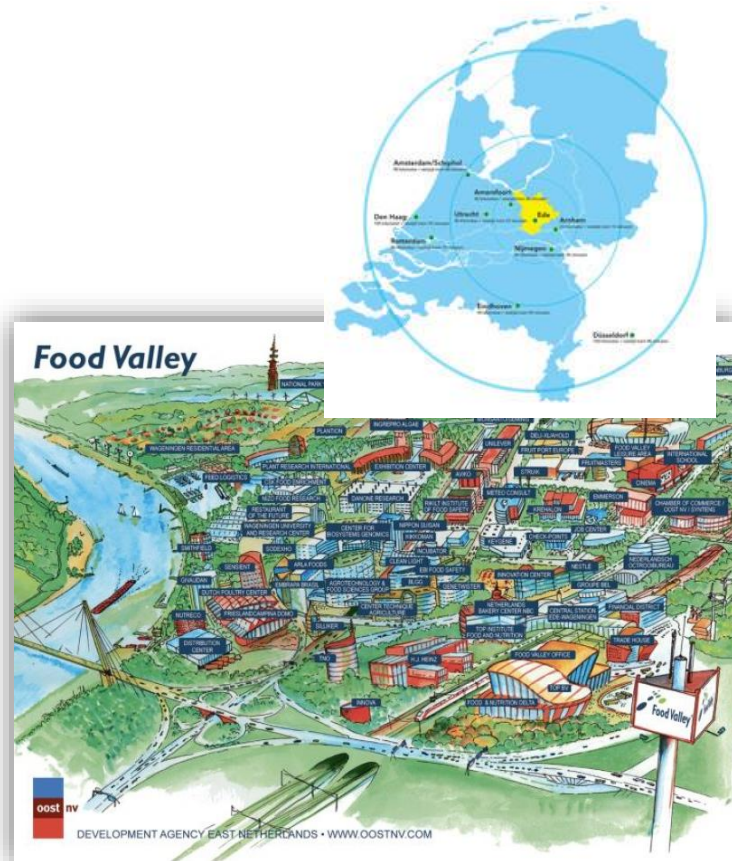 Amsterdam/Schiphol
Amersfoort
Den Haag
Utrecht
Ede
Arnhem
Rotterdam
Nijmegen
Eindhoven
Düsseldorf
Food Valley
NATIONAL PARK
PLANTION
INGREPRO ALGAE
UNILEVER
FRUIT PORT EUROPE
FOOD VALLEY
LEISURE AREA
INTERNATIONAL
SCHOOL
WAGENINGEN RESIDENTIAL AREA
PLANT RESEARCH INTERNATIONAL
EXHIBITION CENTER
AVIKO
STRUIK
FRUITMASTERS
CINEMA
FEED LOGISTICS
CSK FOOD ENRICHMENT
NIZO FOOD RESEARCH
DANONE RESEARCH
RIKILT INSTITUTE
OF FOOD SAFETY
METEO CONSULT
KREHALON
EMMERSON
CHAMBER OF COMMERCE /
OOST NV / SYNTENS
RESTAURANT
OF THE FUTURE
WAGENINGEN UNIVERSITY
AND RESEARCH CENTER
CENTER FOR
BIOSYSTEMS GENOMICS
NIPPON SUISAN
KIKKOMAN
KEYGENE
CHECK-POINTS
JOB CENTER
SMITHFIELD
SODEXHO
INCUBATOR
CLEAN LIGHT
NEDERLANDSCH
OCTROOIBUREAU
SENSIENT
ARLA FOODS
EBI FOOD SAFETY
NESTLÉ
GIVAUDAN
EMBRAPA BRASIL
AGROTECHNOLOGY &
FOOD SCIENCES GROUP
BLGG
GENETWISTER
INNOVATION CENTER
GROUPE BEL
DUTCH POULTRY CENTER
CENTER TECHNIQUE
AGRICULTURE
NETHERLANDS
BAKERY CENTER NBC
CENTRAL STATION
EDE-WAGENINGEN
FINANCIAL DISTRICT
NUTRECO
FRIESLANDCAMPINA DOMO
SILLIKER
TOP INSTITUTE
FOOD AND NUTRITION
TRADE HOUSE
DISTRIBUTION
CENTER
TNO
H.J. HEINZ
FOOD VALLEY OFFICE
TOP BV
INNOVA
FOOD & NUTRITION DELTA
Food Valley
oost nv
DEVELOPMENT AGENCY EAST NETHERLANDS • WWW.OOSTNV.COM